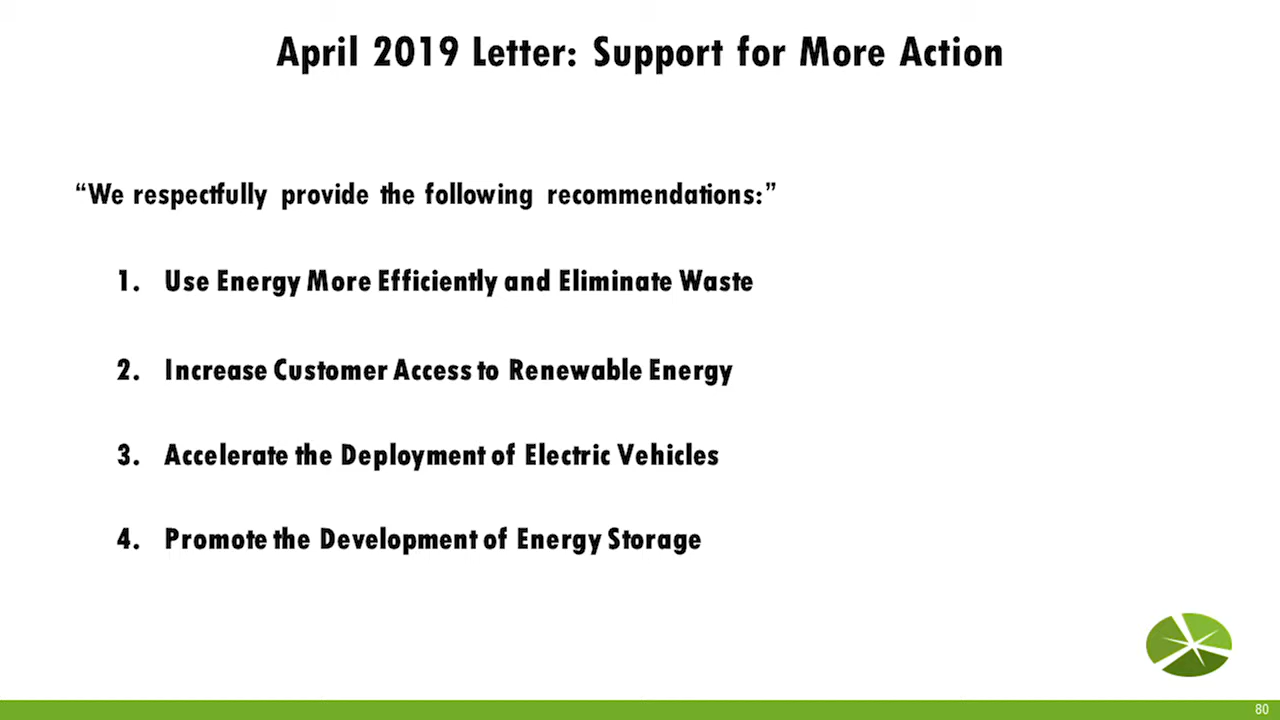 April 2019 Letter: Support for More Action
“We respectfully provide the following recommendations:”
1. Use Energy More Efficiently and Eliminate Waste
2. Increase Customer Access to Renewable Energy
3. Accelerate the Deployment of Electric Vehicles
4. Promote the Development of Energy Storage
80